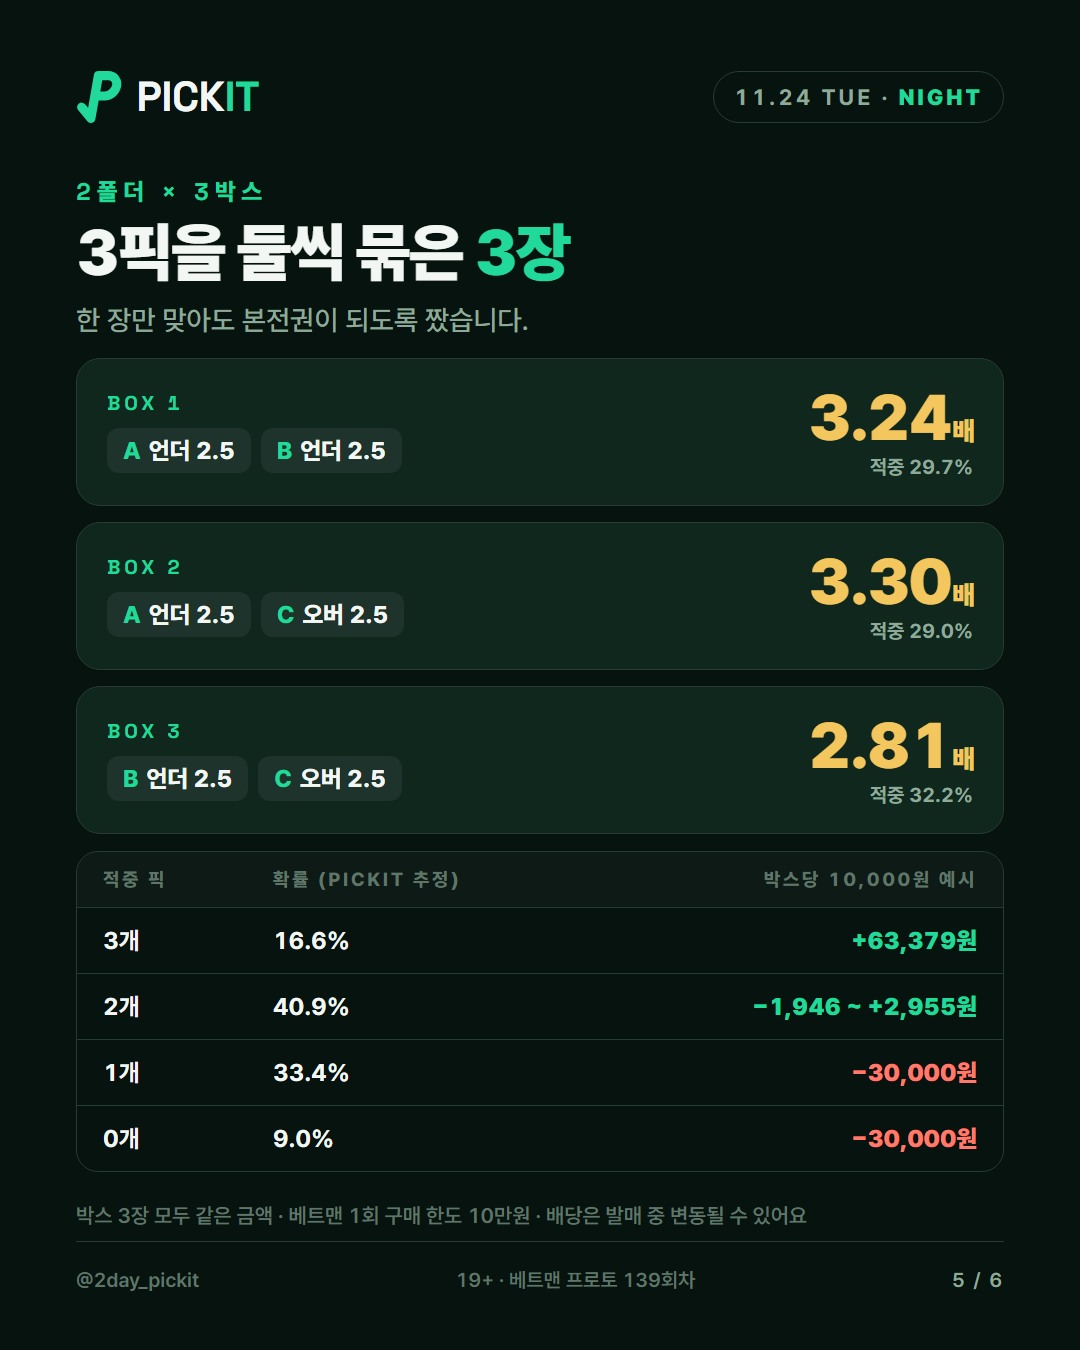 PICKIT
11.24 TUE · NIGHT
2폴더 × 3박스
3픽을 둘씩 묶은 3장
한 장만 맞아도 본전권이 되도록 짰습니다.
BOX 1
A 언더 2.5 B 언더 2.5
3.24배
적중 29.7%
BOX 2
A 언더 2.5 C 오버 2.5
3.30배
적중 29.0%
BOX 3
B 언더 2.5 C 오버 2.5
2.81배
적중 32.2%
적중 픽 확률 (PICKIT 추정) 박스당 10,000원 예시
3개 16.6% +63,379원
2개 40.9% −1,946 ~ +2,955원
1개 33.4% −30,000원
0개 9.0% −30,000원
박스 3장 모두 같은 금액 · 베트맨 1회 구매 한도 10만원 · 배당은 발매 중 변동될 수 있어요
@2day_pickit 19+ · 베트맨 프로토 139회차 5 / 6